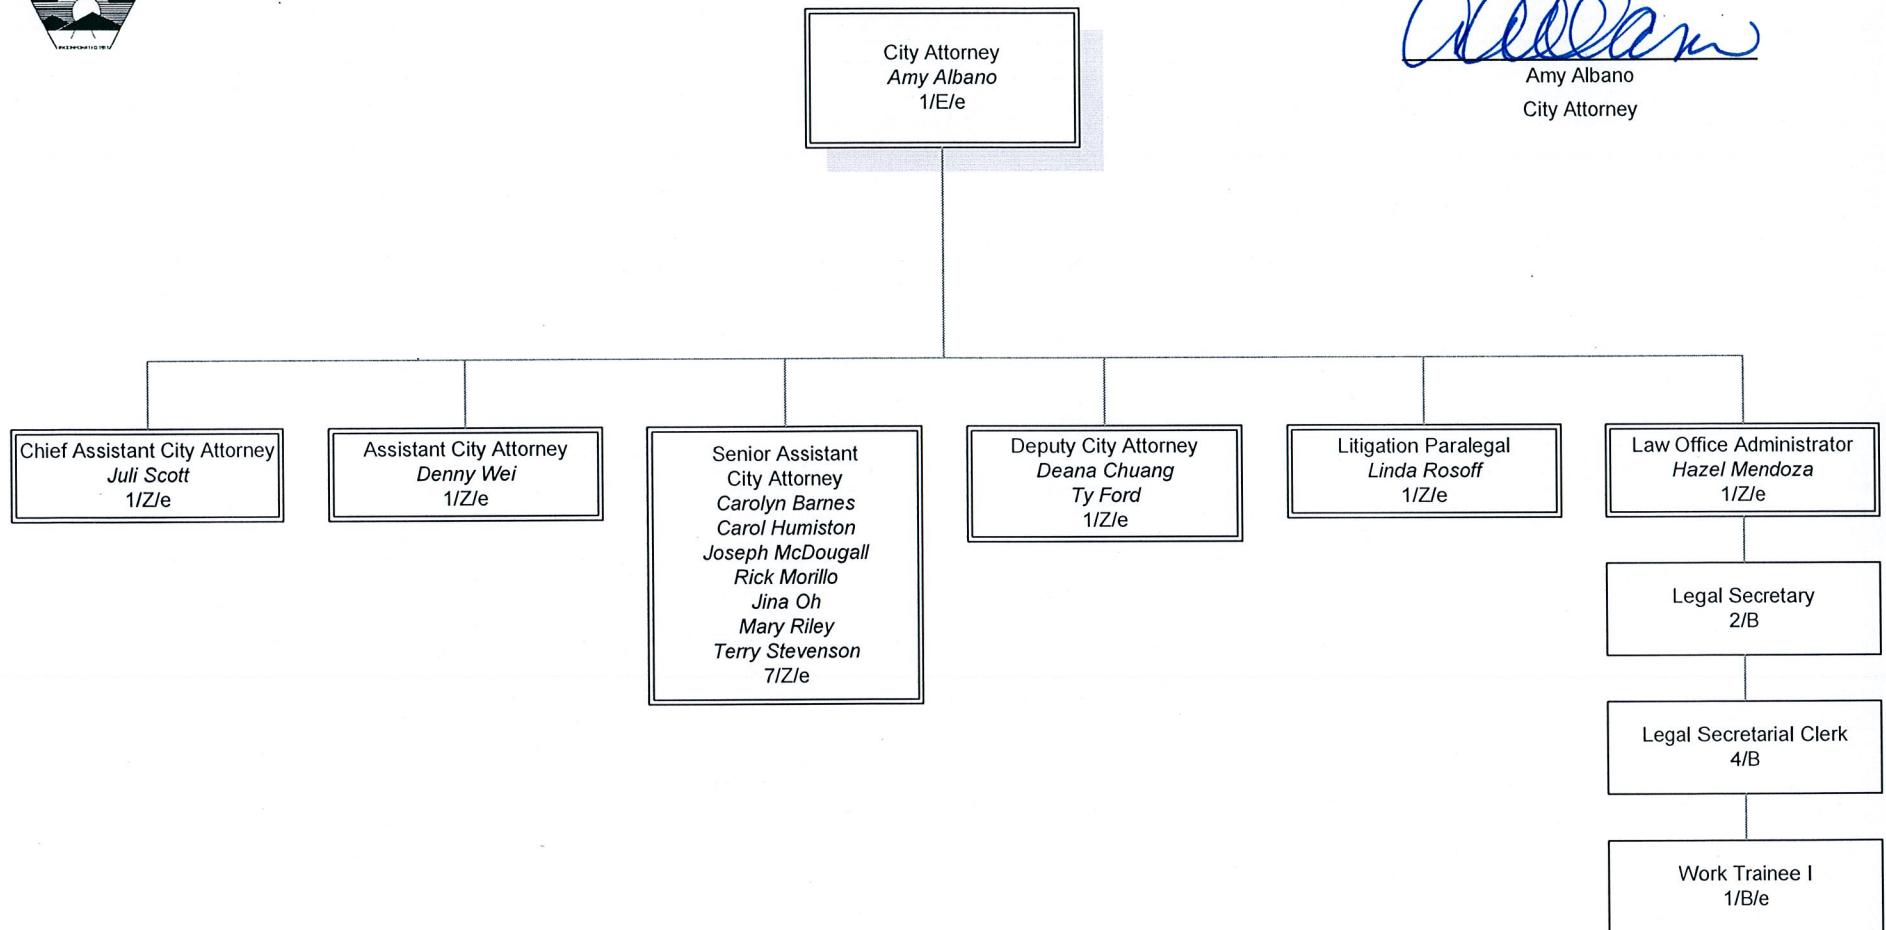 City Attorney
Amy Albano
1/E/e
Amy Albano
City Attorney
Chief Assistant City Attorney
Juli Scott
1/Z/e
Assistant City Attorney
Denny Wei
1/Z/e
Senior Assistant
City Attorney
Carolyn Barnes
Carol Humiston
Joseph McDougall
Rick Morillo
Jina Oh
Mary Riley
Terry Stevenson
7/Z/e
Deputy City Attorney
Deana Chuang
Ty Ford
1/Z/e
Litigation Paralegal
Linda Rosoff
1/Z/e
Law Office Administrator
Hazel Mendoza
1/Z/e
Legal Secretary
2/B
Legal Secretarial Clerk
4/B
Work Trainee I
1/B/e